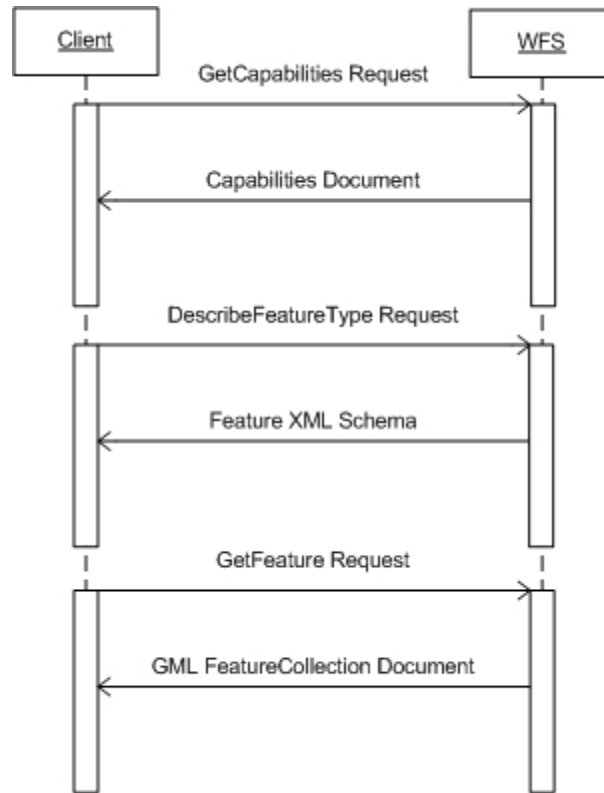 Client
WFS
GetCapabilities Request
Capabilities Document
DescribeFeatureType Request
Feature XML Schema
GetFeature Request
GML FeatureCollection Document